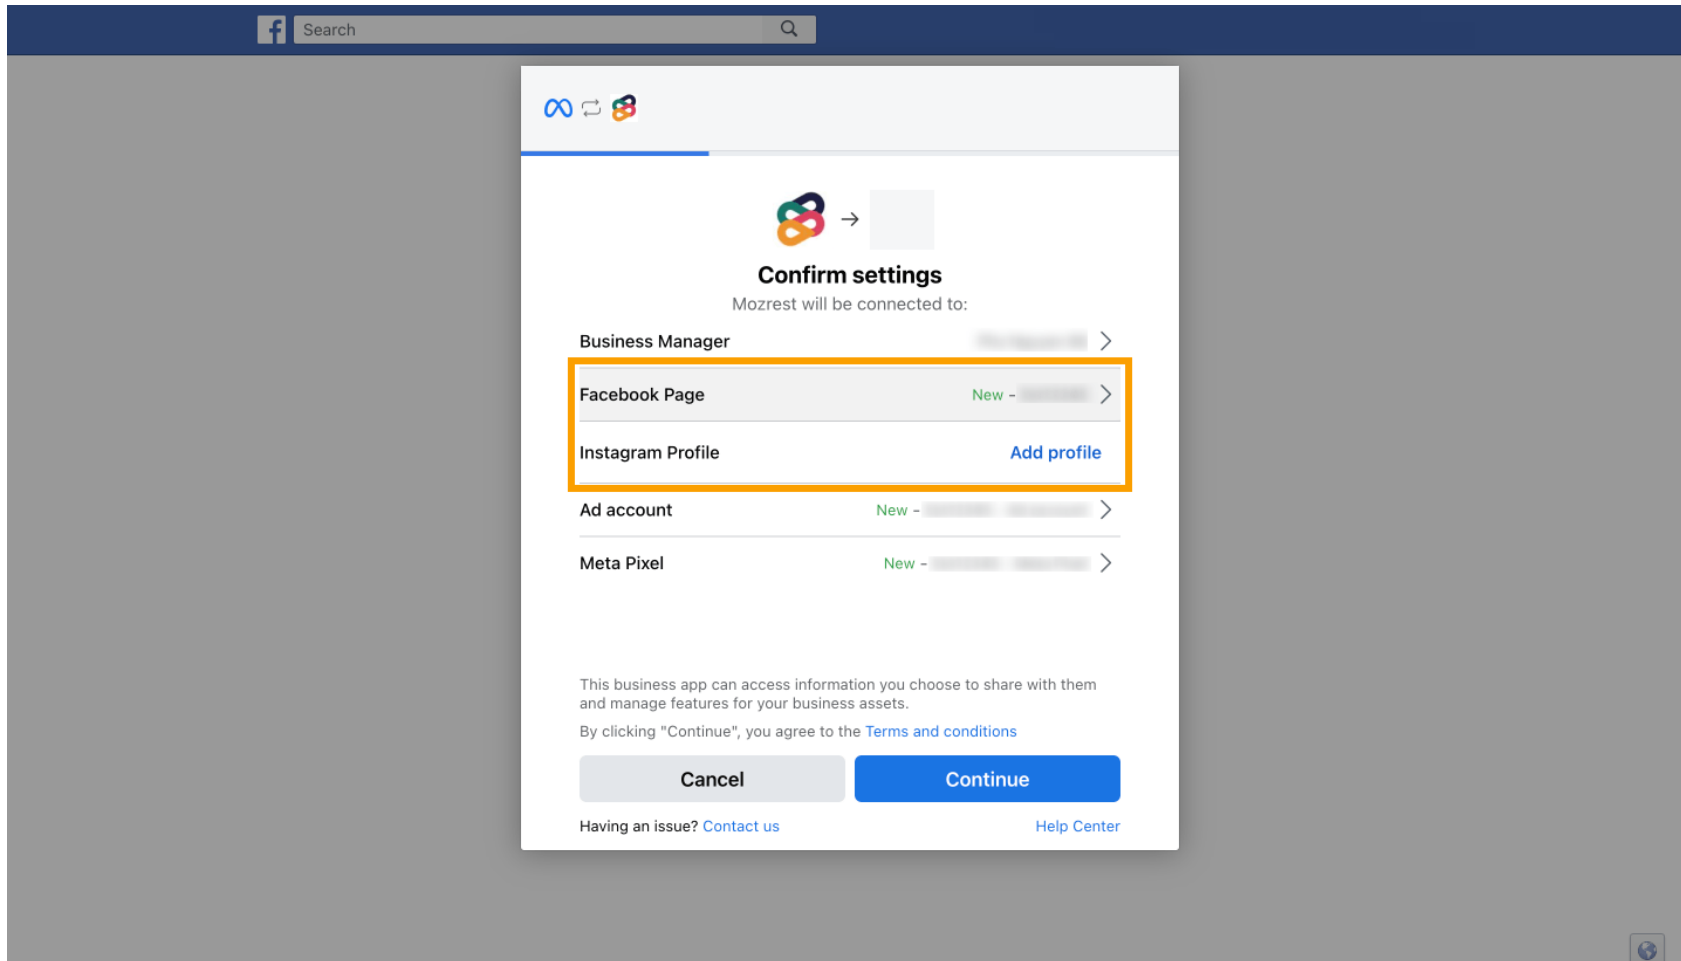 Search
Confirm settings
Mozrest will be connected to:
Business Manager
Facebook Page New -
Instagram Profile Add profile
Ad account New -
Meta Pixel New -
This business app can access information you choose to share with them
and manage features for your business assets.
By clicking "Continue", you agree to the Terms and conditions
Cancel Continue
Having an issue? Contact us Help Center